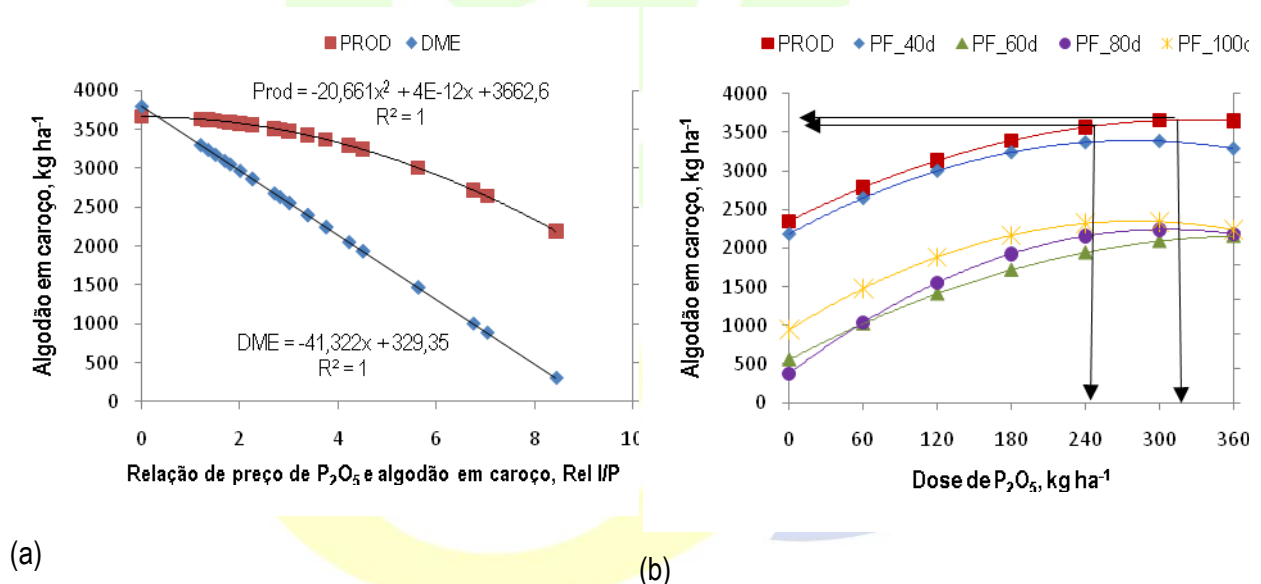 PROD DME
Prod = -20,661x² + 4E-12x + 3662,6
R² = 1
DME = -41,322x + 329,35
R² = 1
Algodão em caroço, kg ha⁻¹
4000
3500
3000
2500
2000
1500
1000
500
0
0 2 4 6 8 10
Relação de preço de P₂O₅ e algodão em caroço, Rel I/P
(a)
PROD PF_40d PF_60d PF_80d PF_100d
Algodão em caroço, kg ha⁻¹
4000
3500
3000
2500
2000
1500
1000
500
0
0 60 120 180 240 300 360
Dose de P₂O₅, kg ha⁻¹
(b)